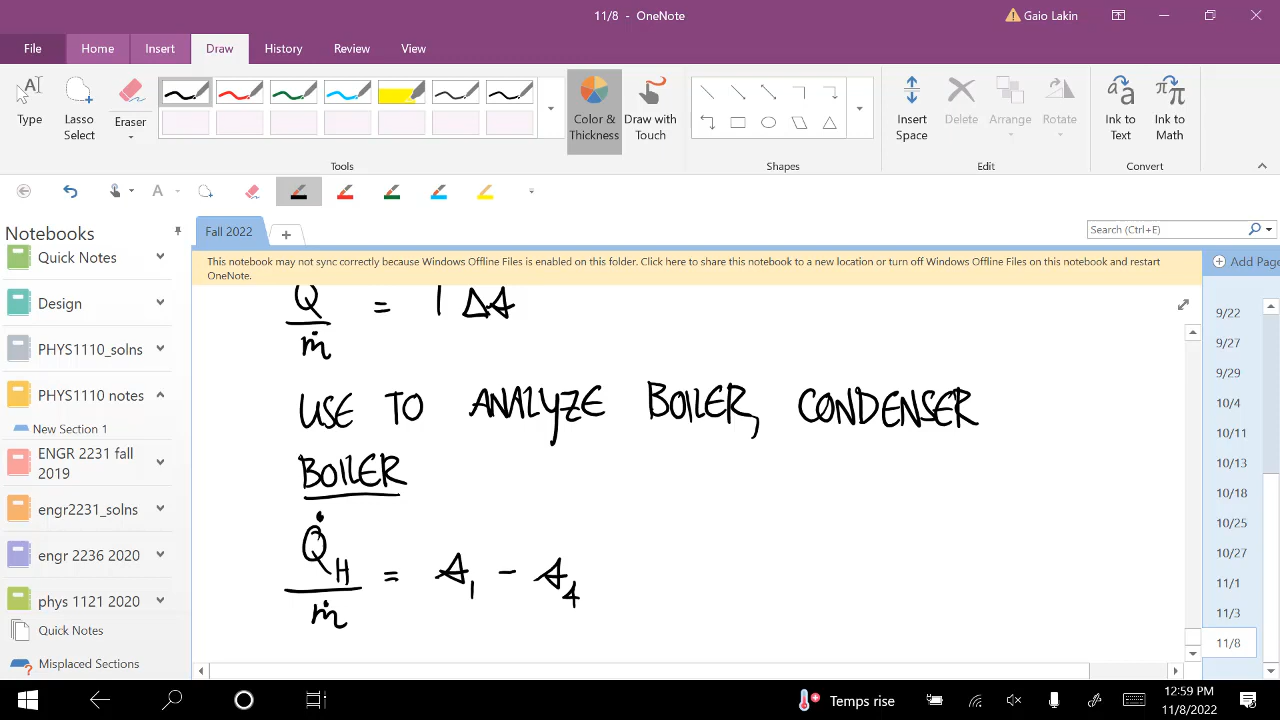 11/8 - OneNote
Gaio Lakin
File Home Insert Draw History Review View
Type
Lasso Select
Eraser
Color & Thickness
Draw with Touch
Insert Space
Delete
Arrange
Rotate
Ink to Text
Ink to Math
Tools
Shapes
Edit
Convert
Notebooks
Fall 2022
Search (Ctrl+E)
This notebook may not sync correctly because Windows Offline Files is enabled on this folder. Click here to share this notebook to a new location or turn off Windows Offline Files on this notebook and restart
OneNote.
Add Page
Quick Notes
Design
PHYS1110_solns
PHYS1110 notes
New Section 1
ENGR 2231 fall
2019
engr2231_solns
engr 2236 2020
phys 1121 2020
Quick Notes
Misplaced Sections
Q
— =
ṁ
USE TO ANALYZE BOILER, CONDENSER
BOILER
Q̇H
— = h1 - h4
ṁ
9/22
9/27
9/29
10/4
10/11
10/13
10/18
10/25
10/27
11/1
11/3
11/8
Temps rise
12:59 PM
11/8/2022